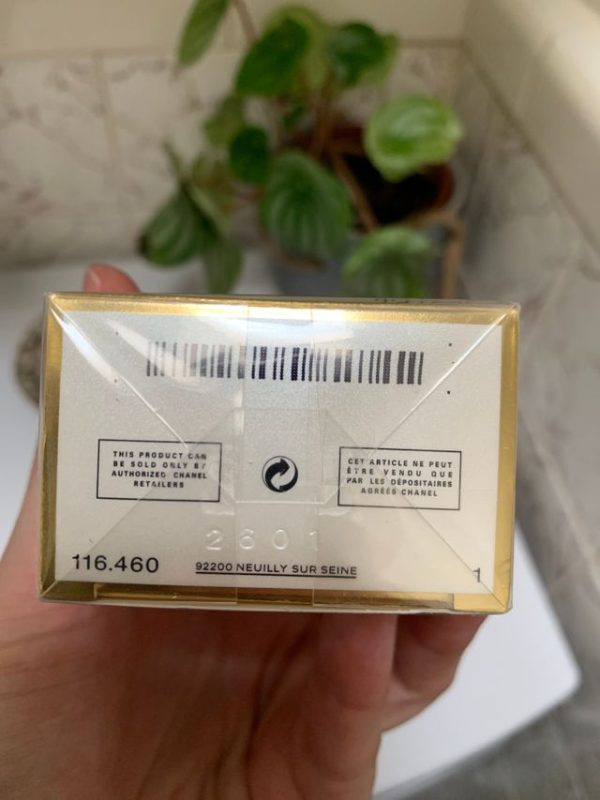 THIS PRODUCT CAN
BE SOLD ONLY BY
AUTHORIZED CHANEL
RETAILERS
CET ARTICLE NE PEUT
ÊTRE VENDU QUE
PAR LES DÉPOSITAIRES
AGRÉÉS CHANEL
2601
116.460
92200 NEUILLY SUR SEINE
1